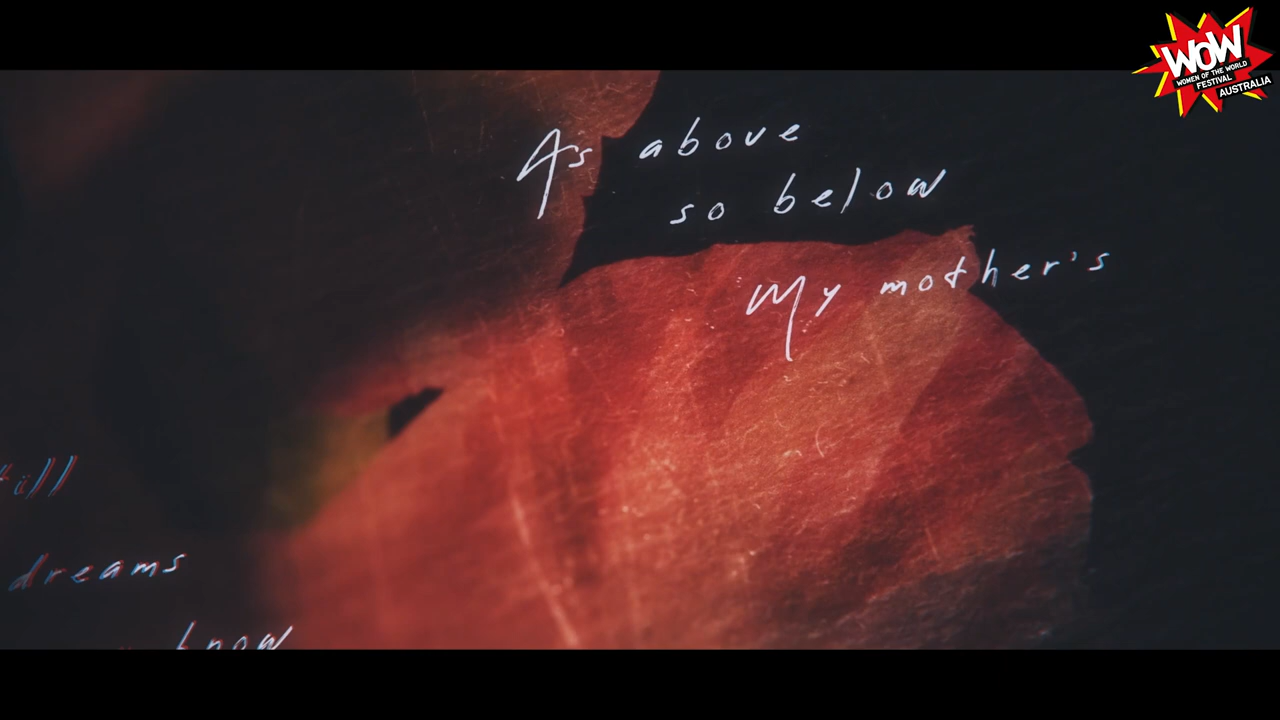 As above
so below
My mother's
dreams
know
WOW
WOMEN OF THE WORLD
FESTIVAL
AUSTRALIA